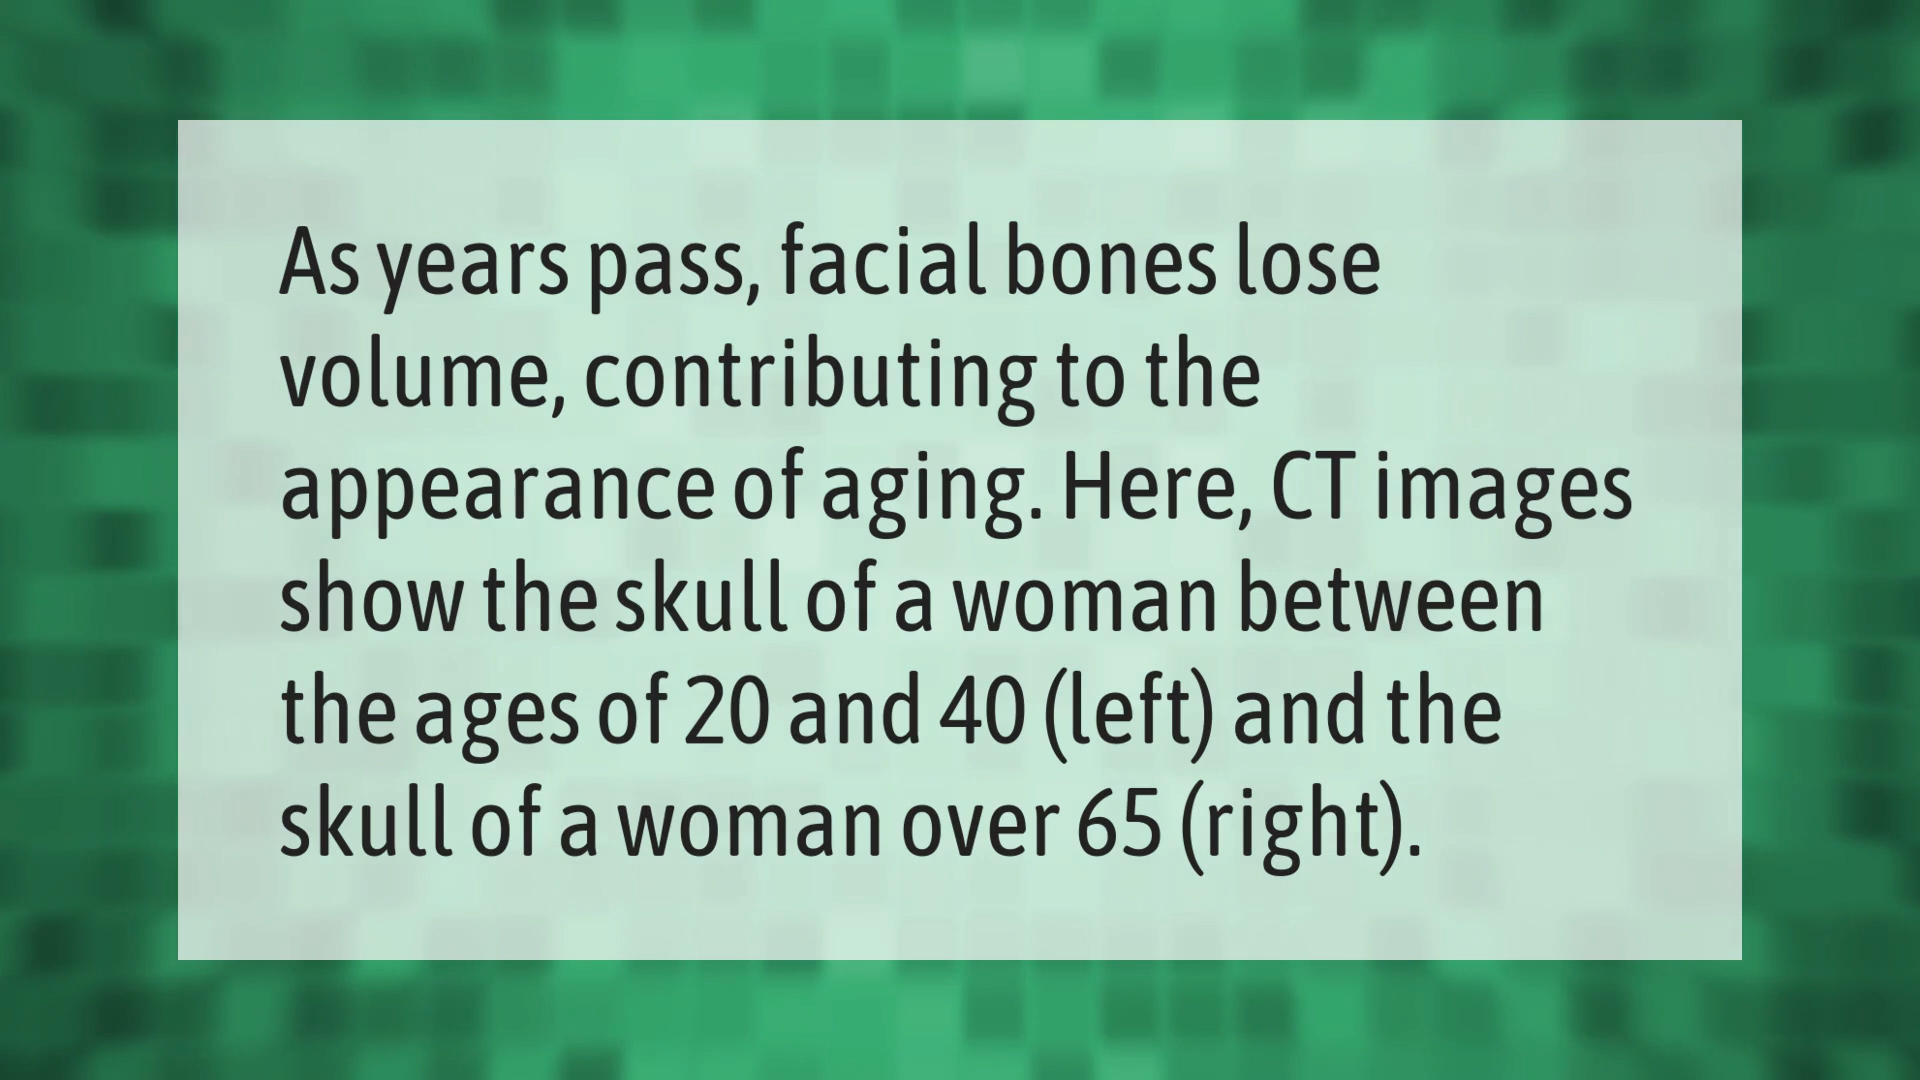 As years pass, facial bones lose
volume, contributing to the
appearance of aging. Here, CT images
show the skull of a woman between
the ages of 20 and 40 (left) and the
skull of a woman over 65 (right).